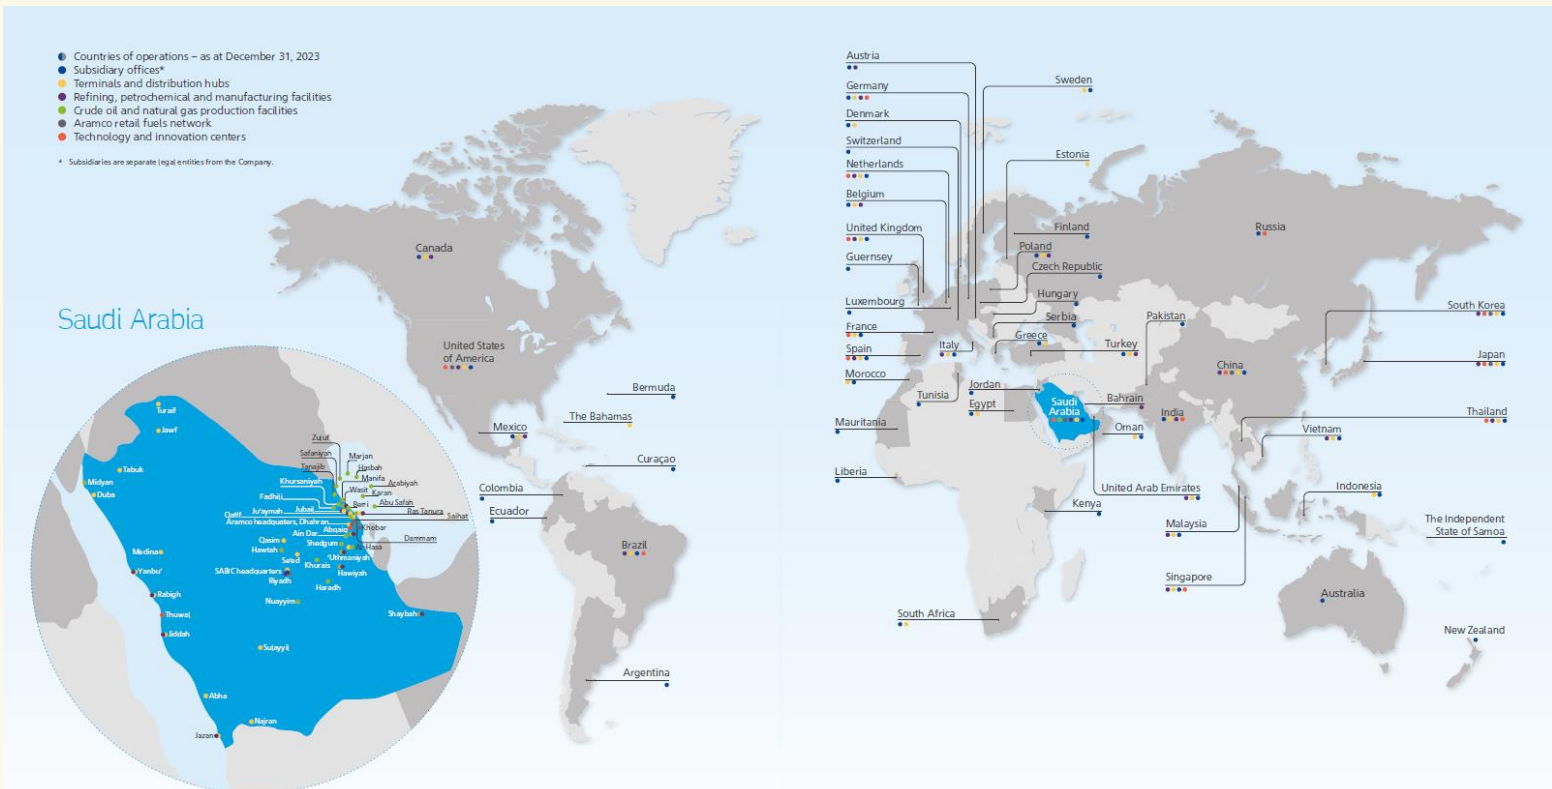 Countries of operations – as at December 31, 2023
Subsidiary offices*
Terminals and distribution hubs
Refining, petrochemical and manufacturing facilities
Crude oil and natural gas production facilities
Aramco retail fuels network
Technology and innovation centers
* Subsidiaries are separate legal entities from the Company.
Saudi Arabia
Turaif
Jawf
Tabuk
Midyan
Duba
Zuluf
Safaniyah
Tanajib
Marjan
Hasbah
Manifa
Arabiyah
Khursaniyah
Wasit
Karan
Fadhili
Jubail
Berri
Abu Safah
Qatif
Ju'aymah
Ras Tanura
Saihat
Aramco headquarters, Dhahran
Khobar
Ain Dar
Abqaiq
Dammam
Qasim
Hawtah
Shedgum
Al-Hasa
Medina
'Uthmaniyah
Yanbu'
SABIC headquarters
Riyadh
Khurais
Hawiyah
Haradh
Rabigh
Nuayyim
Thuwal
Shaybah
Jiddah
Sulayyil
Abha
Najran
Jazan
Canada
United States
of America
Mexico
Bermuda
The Bahamas
Curaçao
Colombia
Ecuador
Brazil
Argentina
Austria
Germany
Denmark
Switzerland
Netherlands
Belgium
United Kingdom
Guernsey
Luxembourg
France
Spain
Morocco
Mauritania
Liberia
Sweden
Estonia
Finland
Poland
Czech Republic
Hungary
Serbia
Greece
Italy
Turkey
Tunisia
Jordan
Egypt
Saudi
Arabia
Pakistan
Bahrain
Oman
United Arab Emirates
Kenya
South Africa
Russia
China
India
South Korea
Japan
Thailand
Vietnam
Indonesia
Malaysia
Singapore
The Independent
State of Samoa
Australia
New Zealand